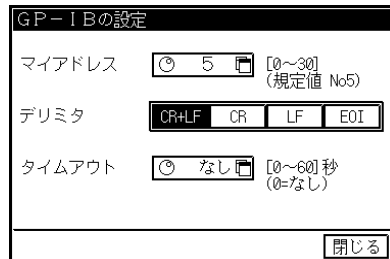 GP-IBの設定
マイアドレス 5 [0~30]
(規定値 No5)
デリミタ CR+LF CR LF EOI
タイムアウト なし [0~60]秒
(0=なし)
閉じる